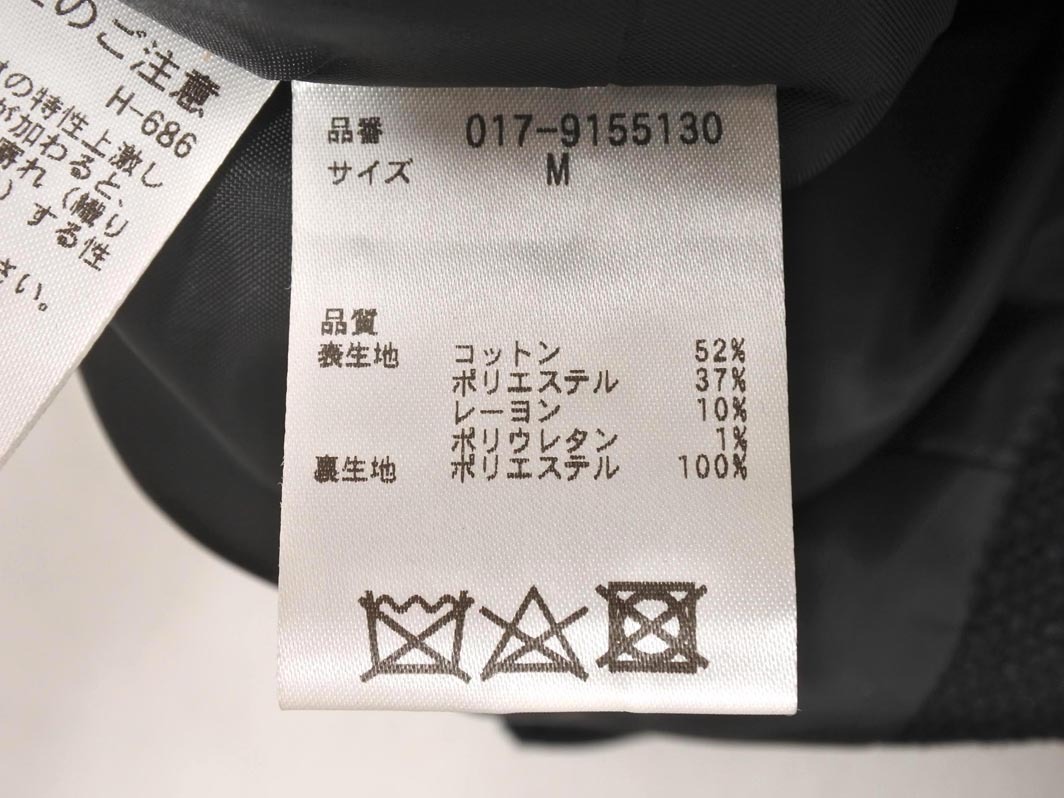 のご注意
H-686
の特性上激し
が加わると、
れ（織り
）する性
さい。
品番 017-9155130
サイズ M
品質
表生地 コットン 52%
ポリエステル 37%
レーヨン 10%
ポリウレタン 1%
裏生地 ポリエステル 100%